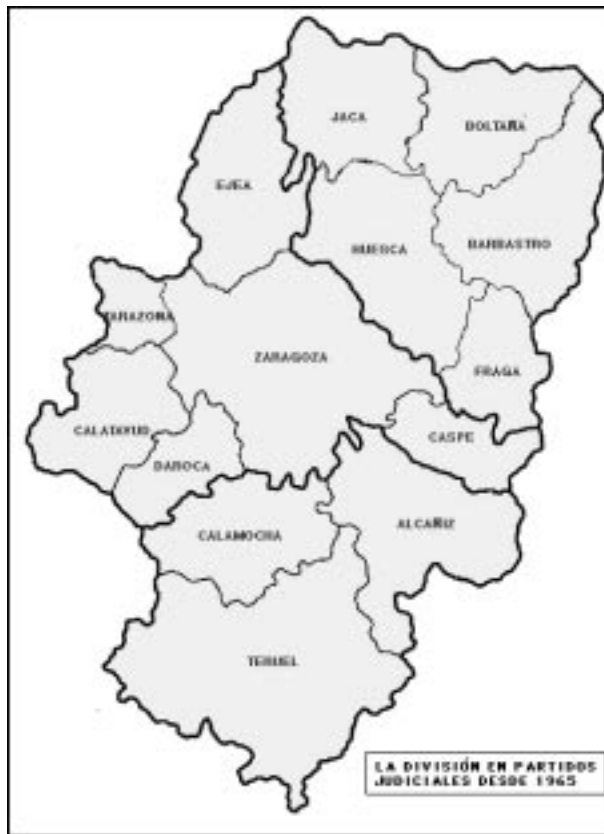 JACA
BOLTAÑA
EJEA
HUESCA
BARBASTRO
TARAZONA
ZARAGOZA
FRAGA
CALATAYUD
CASPE
DAROCA
CALAMOCHA
ALCAÑIZ
TERUEL
LA DIVISIÓN EN PARTIDOS
JUDICIALES DESDE 1965